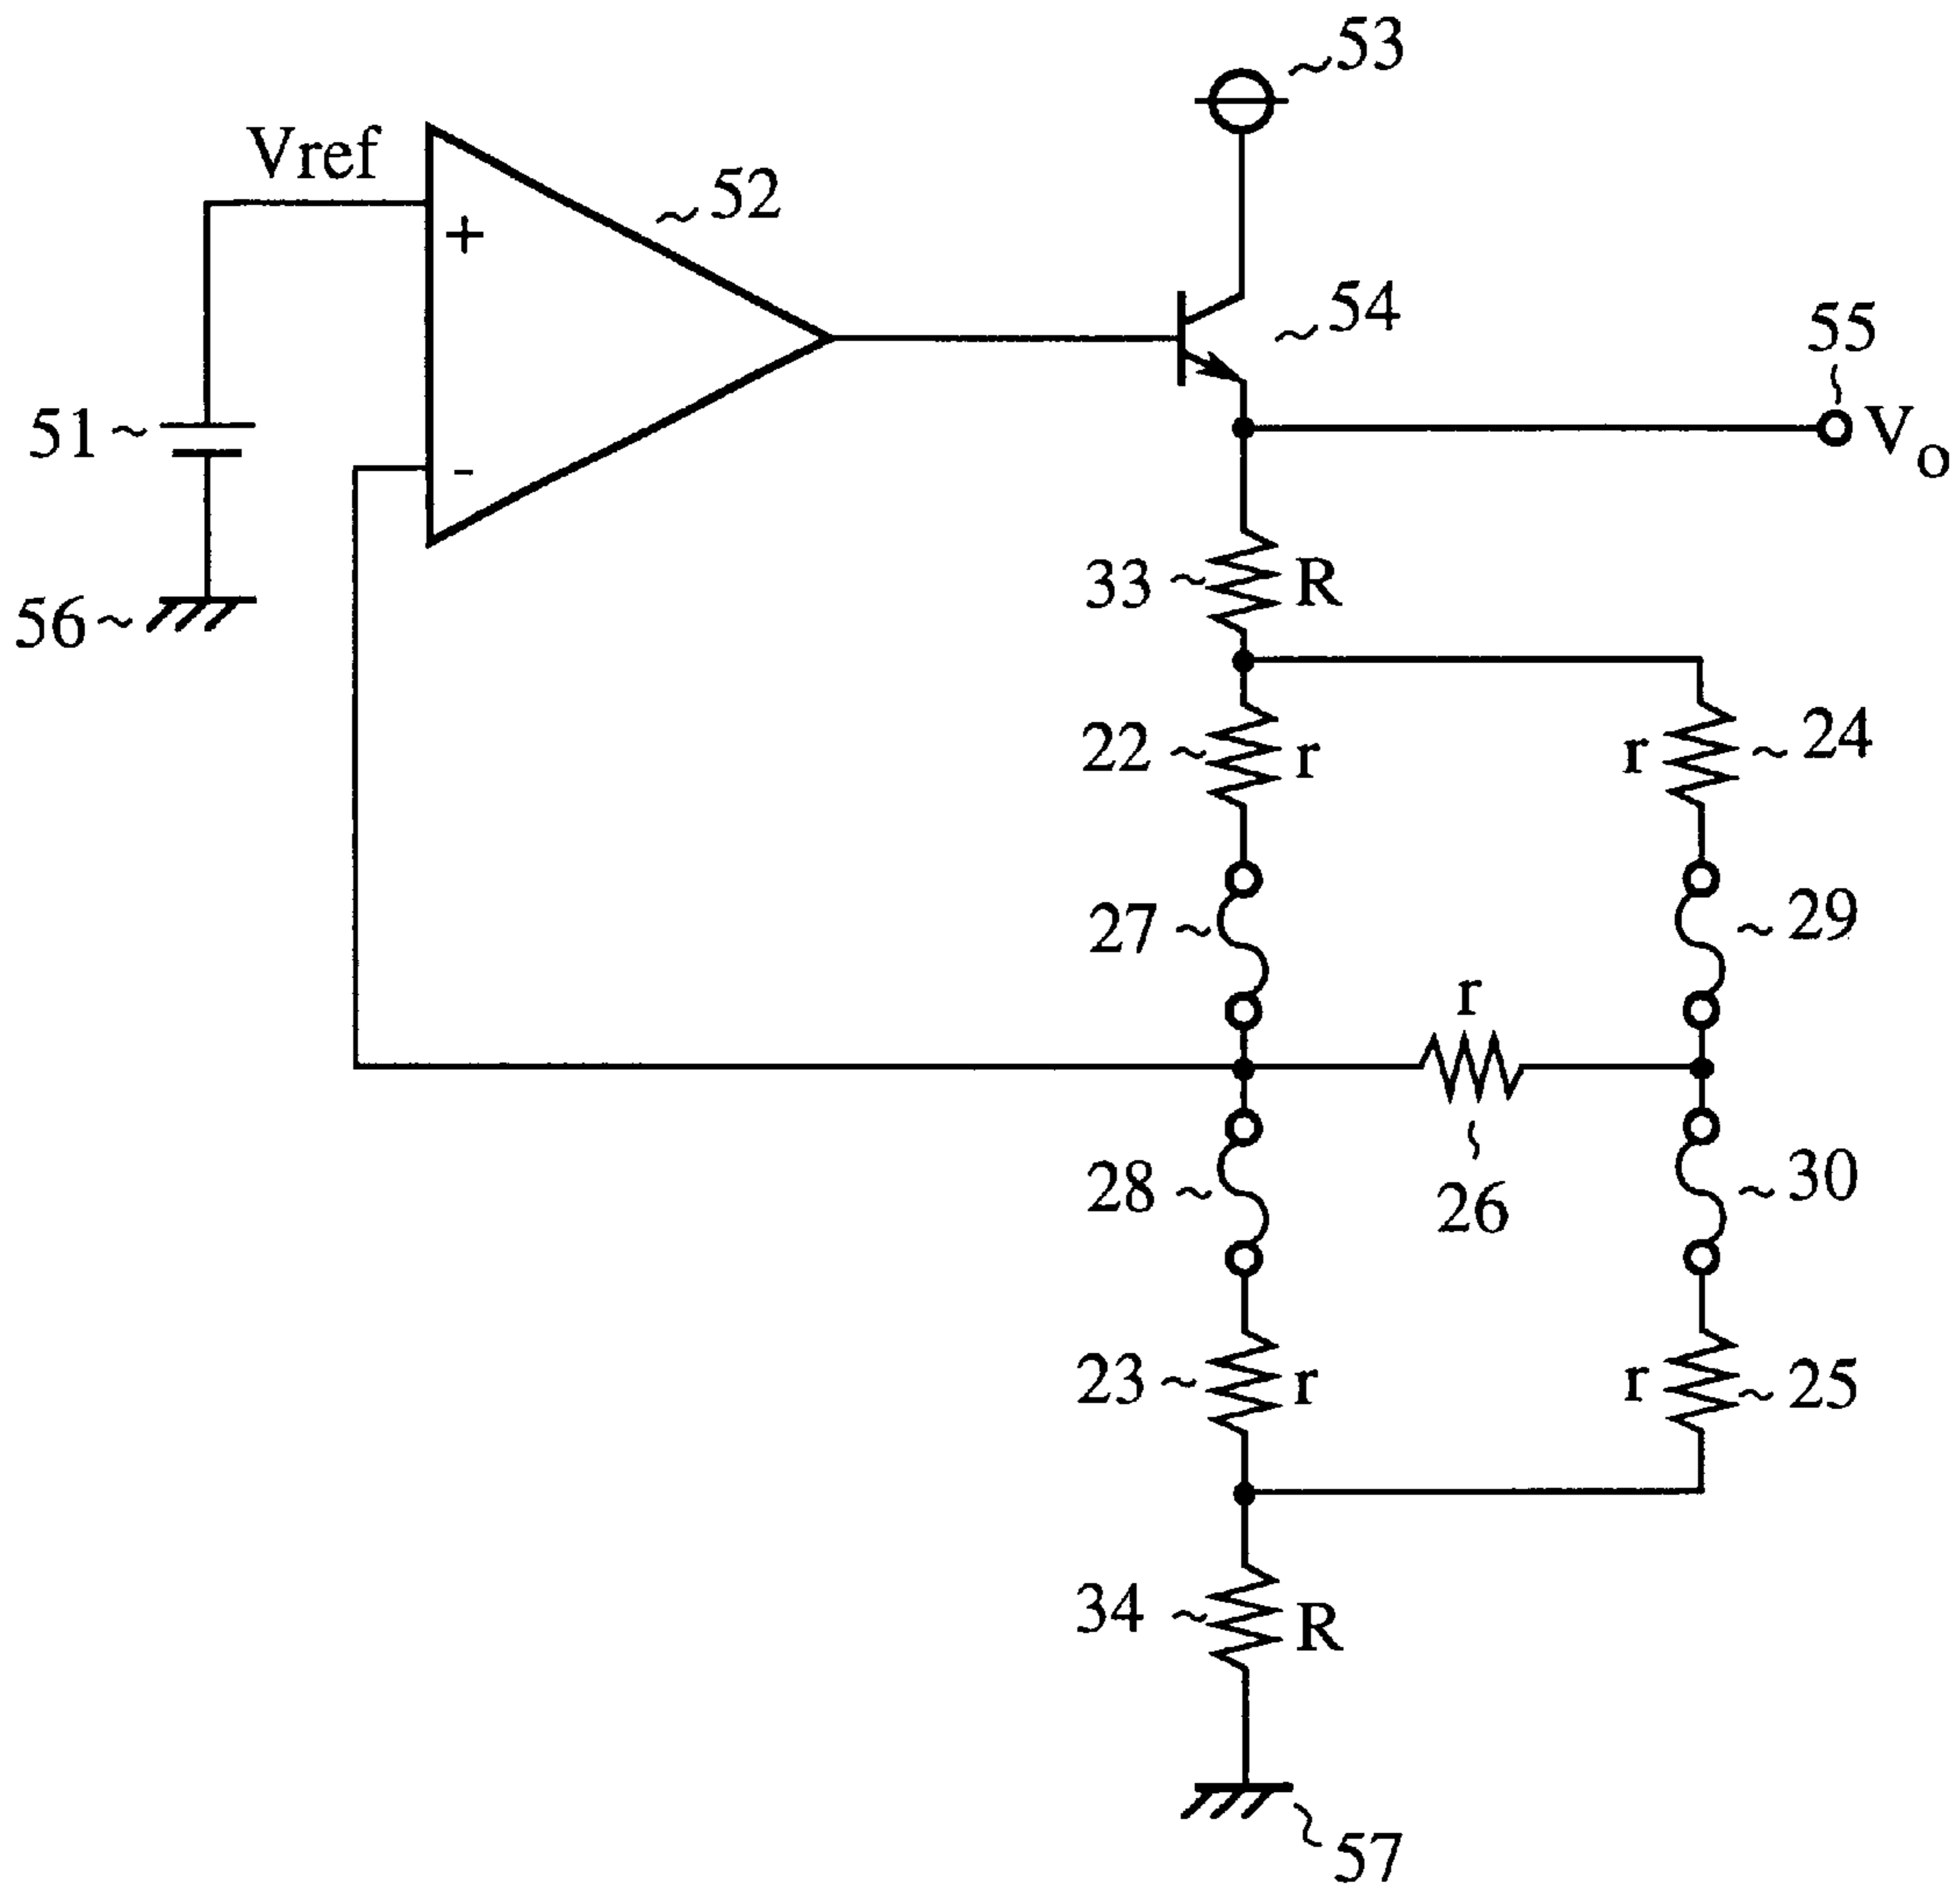 ~53
Vref
~52
+
~54
55
~
51~
Vo
-
33~ R
56~
22~ r
r ~24
27~
~29
r
28~
~
26
~30
23~ r
r ~25
34~ R
~57